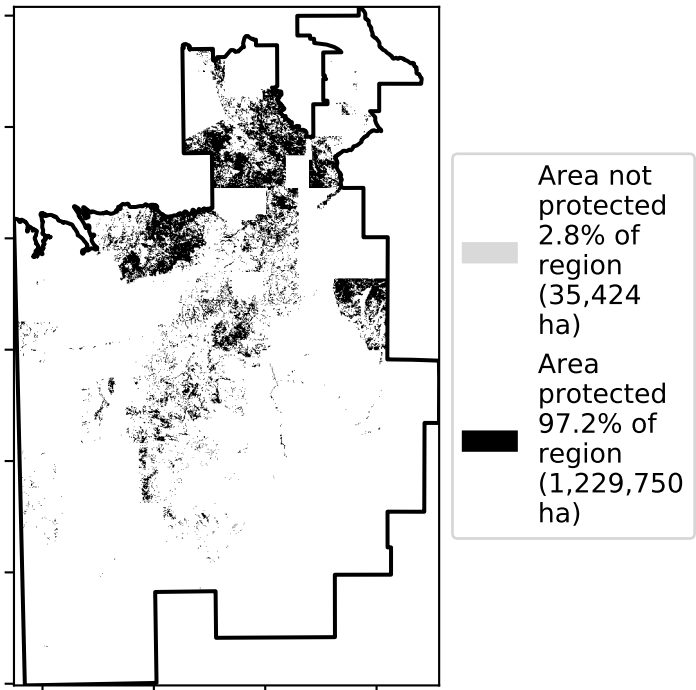 Area not
protected
2.8% of
region
(35,424
ha)
Area
protected
97.2% of
region
(1,229,750
ha)